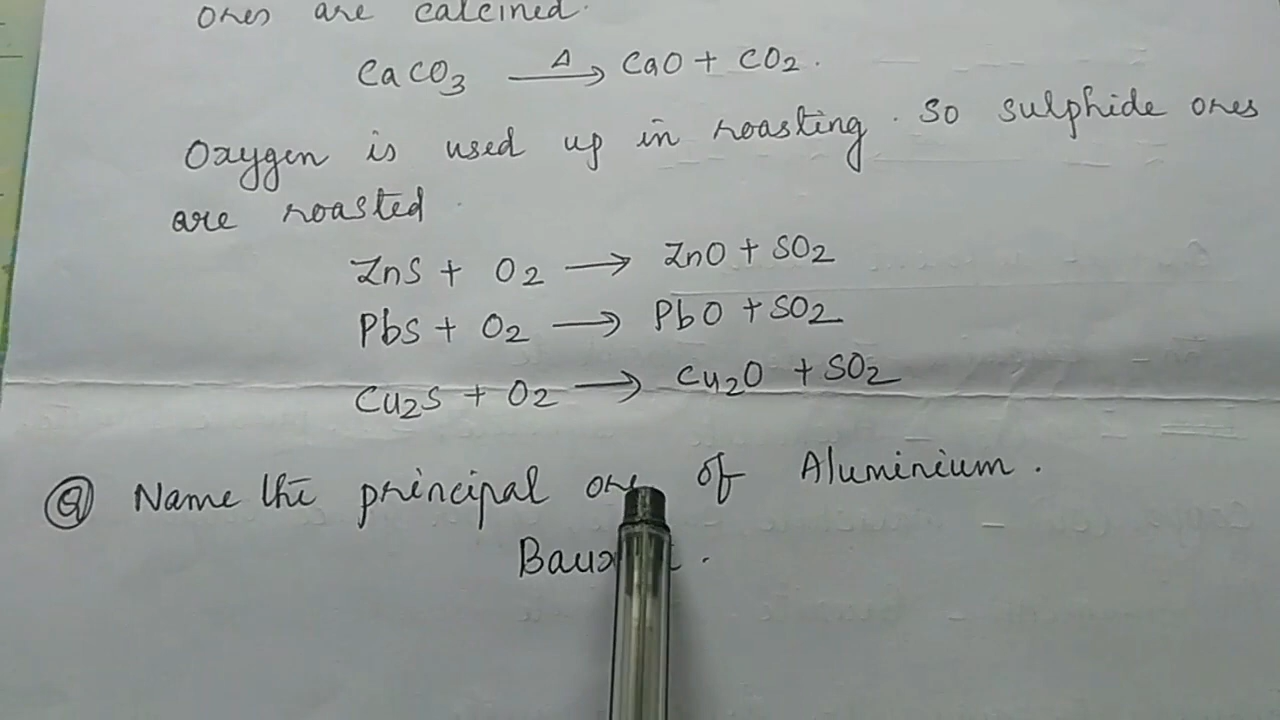 ores are calcined.
CaCO3 Δ→ CaO + CO2.
Oxygen is used up in roasting. So sulphide ores
are roasted.
ZnS + O2 → ZnO + SO2
PbS + O2 → PbO + SO2
Cu2S + O2 → Cu2O + SO2
Q Name the principal ore of Aluminium.